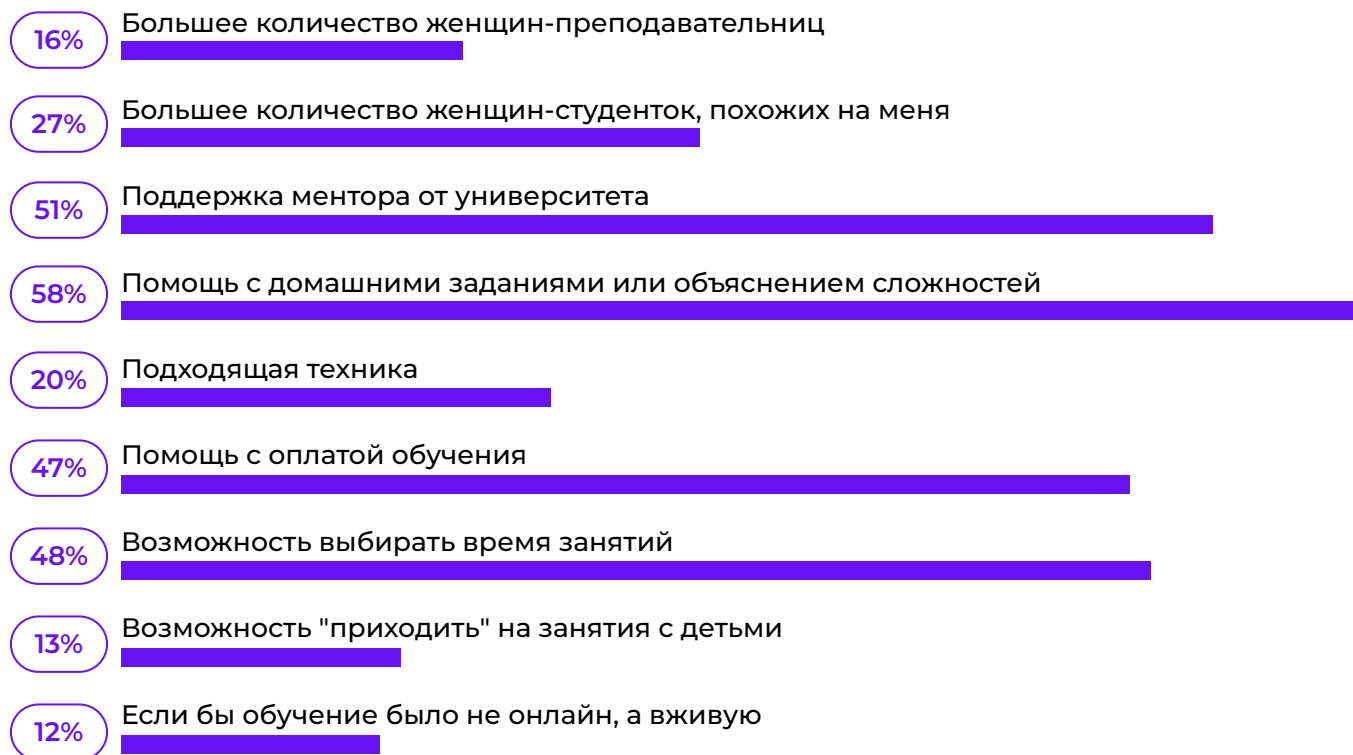 16%
Большее количество женщин-преподавательниц
27%
Большее количество женщин-студенток, похожих на меня
51%
Поддержка ментора от университета
58%
Помощь с домашними заданиями или объяснением сложностей
20%
Подходящая техника
47%
Помощь с оплатой обучения
48%
Возможность выбирать время занятий
13%
Возможность "приходить" на занятия с детьми
12%
Если бы обучение было не онлайн, а вживую